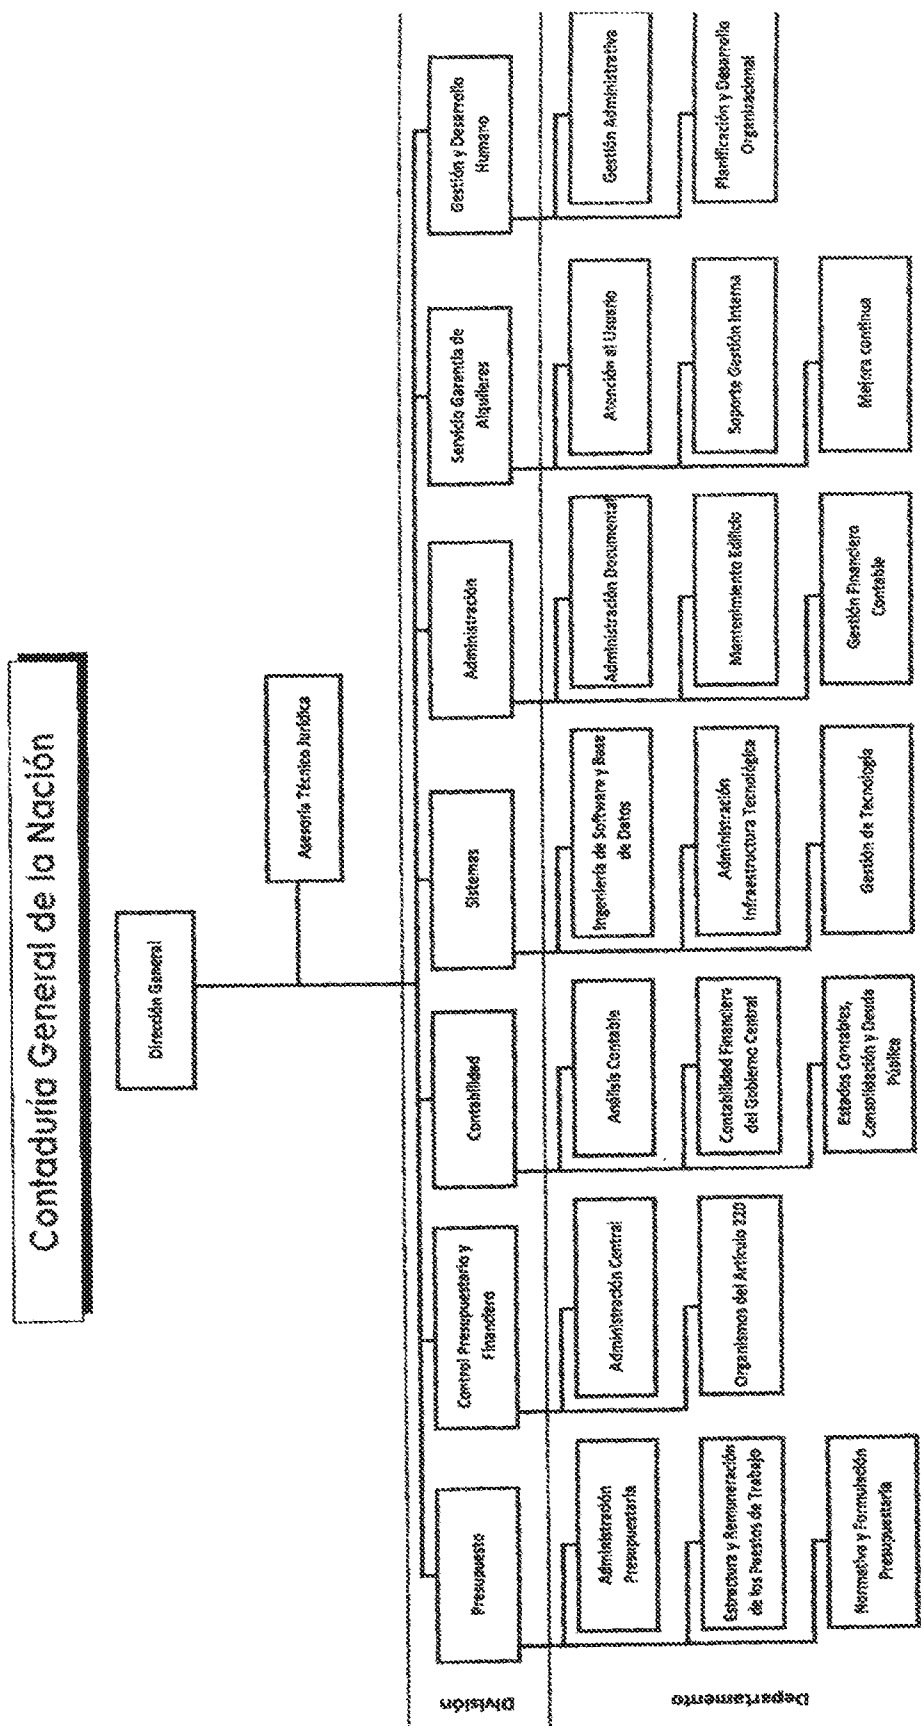 Contaduría General de la Nación
Dirección General
Asesoría Técnico Jurídica
División
Presupuesto
Control Presupuestario y
Financiero
Contabilidad
Sistemas
Administración
Servicio Garantía de
Alquileres
Gestión y Desarrollo
Humano
Departamento
Administración
Presupuestaria
Administración Central
Análisis Contable
Ingeniería de Software y Base
de Datos
Administración Documental
Atención al Usuario
Gestión Administrativa
Estructura y Remuneración
de los Puestos de Trabajo
Organismos del Artículo 220
Contabilidad Financiera
del Gobierno Central
Administración
Infraestructura Tecnológica
Mantenimiento Edilicio
Soporte Gestión Interna
Planificación y Desarrollo
Organizacional
Normativa y Formulación
Presupuestaria
Estados Contables,
Consolidación y Deuda
Pública
Gestión de Tecnología
Gestión Financiero
Contable
Mejora continua